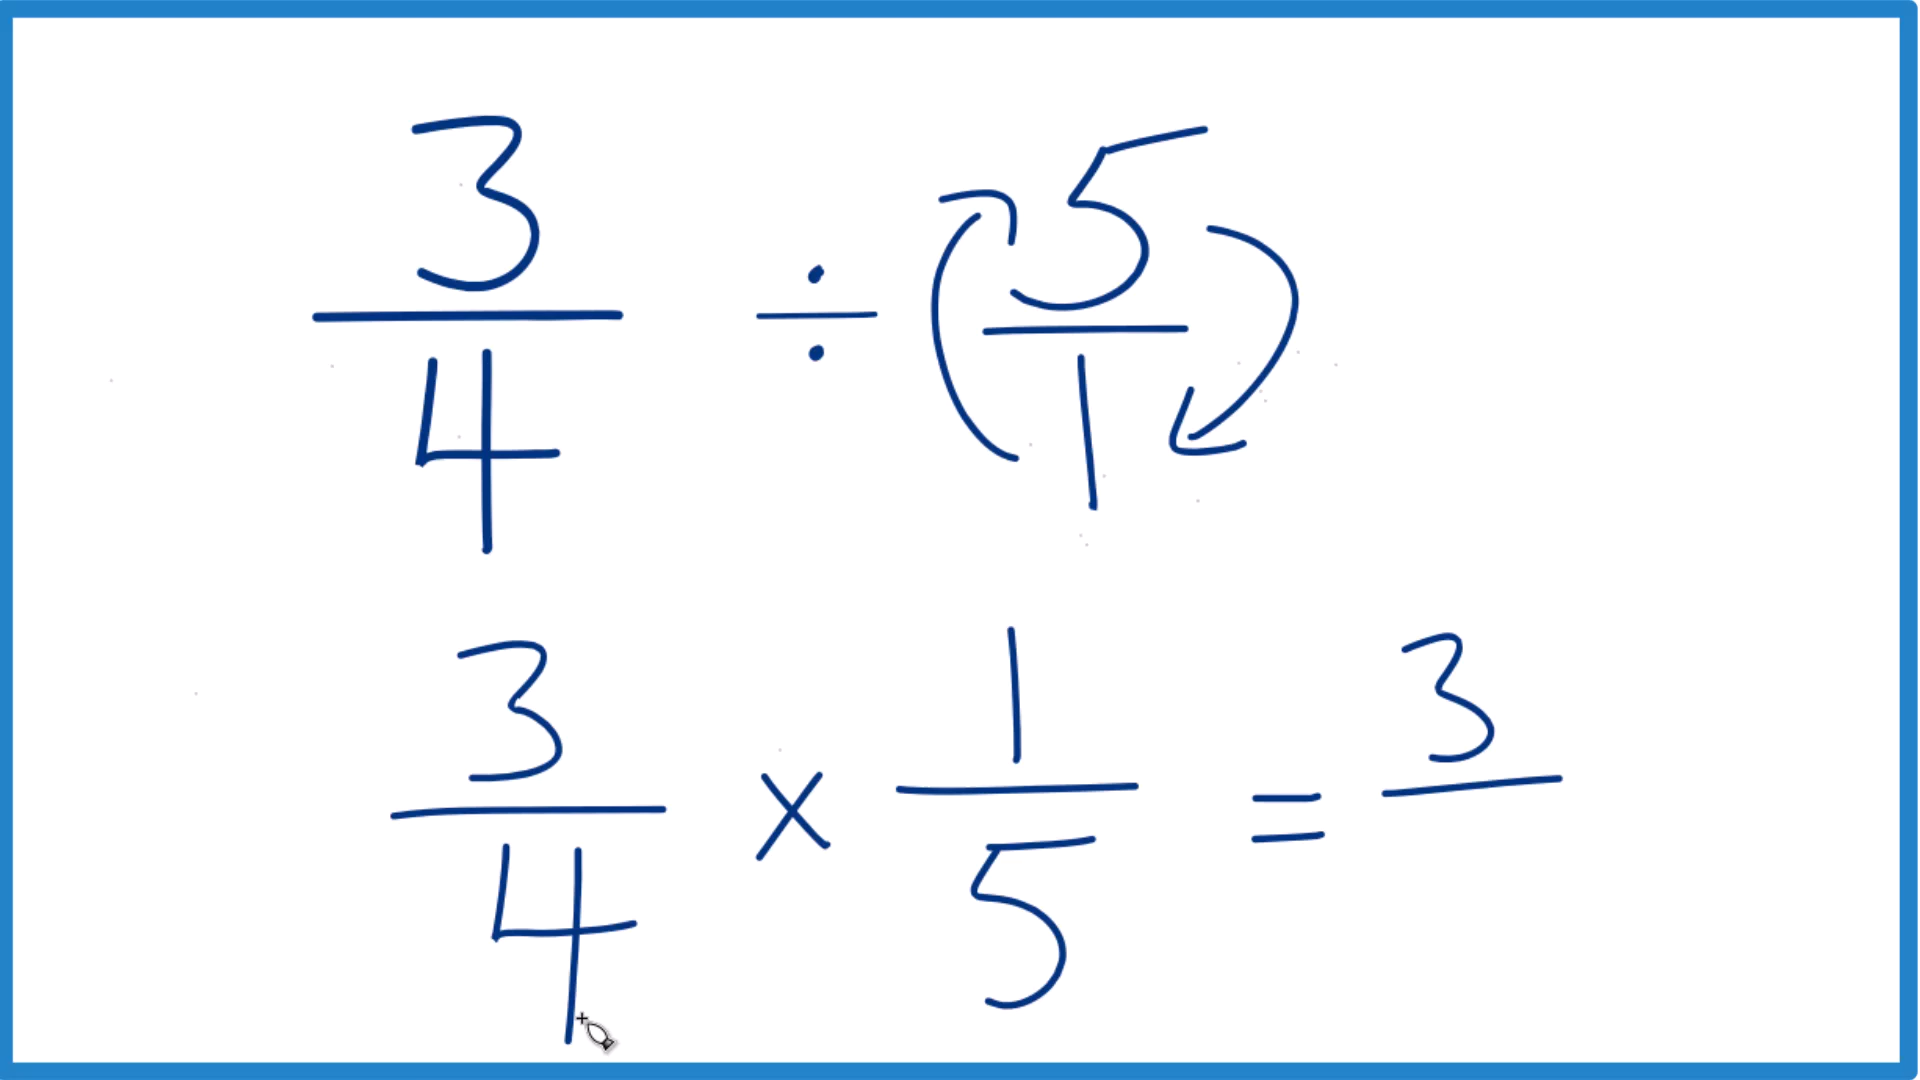 3/4 ÷ 5/1
3/4 × 1/5 = 3/